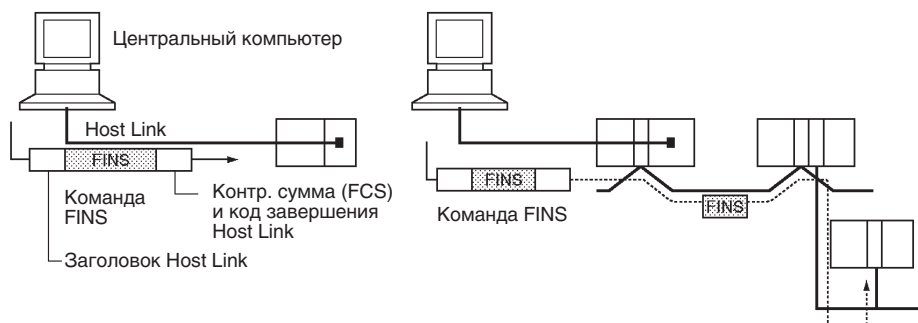 Центральный компьютер
Host Link
FINS
Команда
FINS
Контр. сумма (FCS)
и код завершения
Host Link
Заголовок Host Link
FINS
Команда FINS
FINS